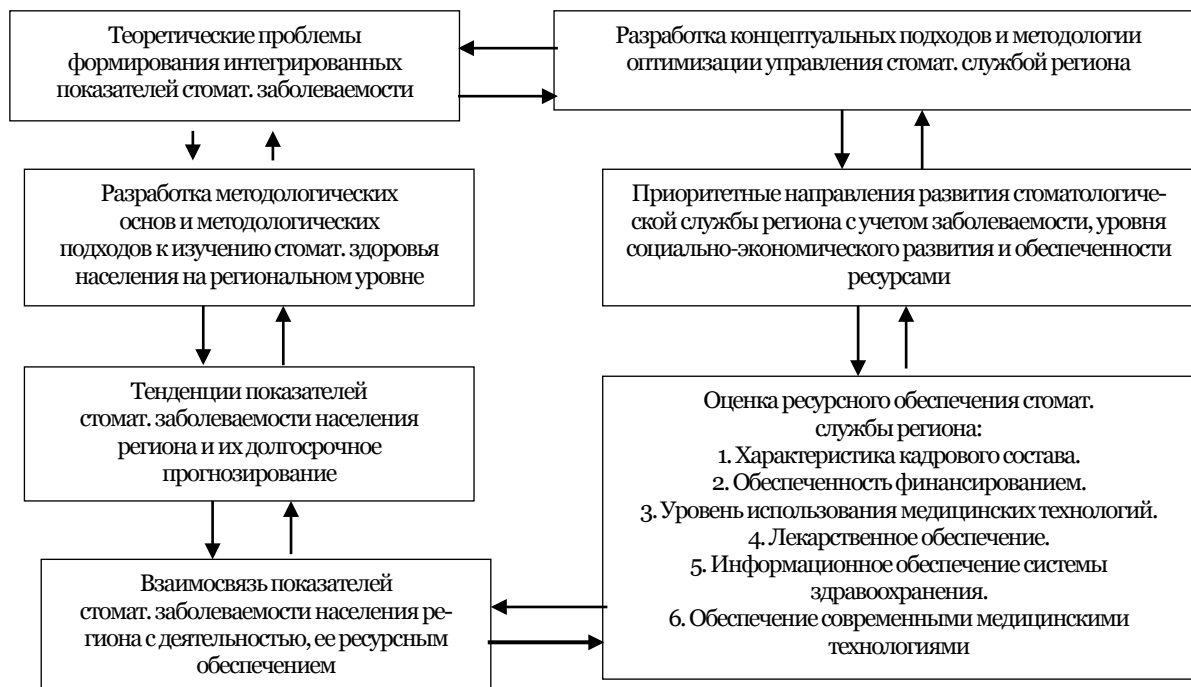 Теоретические проблемы
формирования интегрированных
показателей стомат. заболеваемости
Разработка концептуальных подходов и методологии
оптимизации управления стомат. службой региона
Разработка методологических
основ и методологических
подходов к изучению стомат. здоровья
населения на региональном уровне
Приоритетные направления развития стоматологиче-
ской службы региона с учетом заболеваемости, уровня
социально-экономического развития и обеспеченности
ресурсами
Тенденции показателей
стомат. заболеваемости населения
региона и их долгосрочное
прогнозирование
Оценка ресурсного обеспечения стомат.
службы региона:
1. Характеристика кадрового состава.
2. Обеспеченность финансированием.
3. Уровень использования медицинских технологий.
4. Лекарственное обеспечение.
5. Информационное обеспечение системы
здравоохранения.
6. Обеспечение современными медицинскими
технологиями
Взаимосвязь показателей
стомат. заболеваемости населения ре-
гиона с деятельностью, ее ресурсным
обеспечением